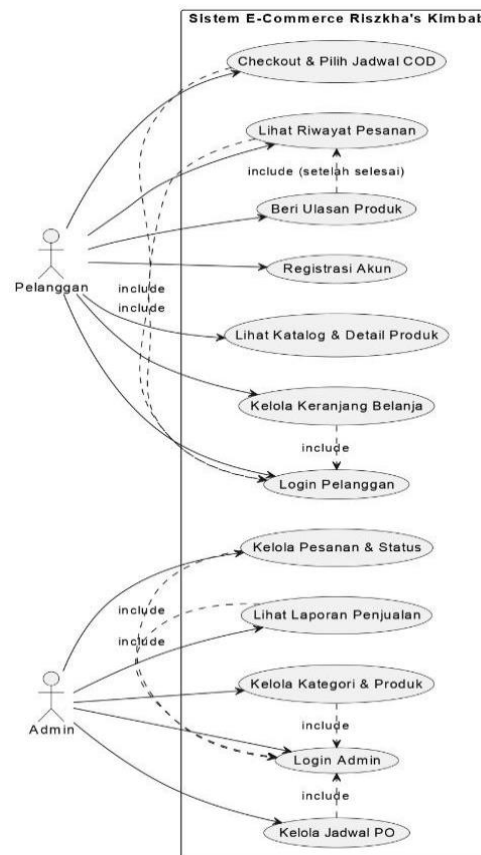 Sistem E-Commerce Riszkha's Kimbab
Checkout & Pilih Jadwal COD
Lihat Riwayat Pesanan
include (setelah selesai)
Beri Ulasan Produk
Registrasi Akun
Pelanggan
include
include
Lihat Katalog & Detail Produk
Kelola Keranjang Belanja
include
Login Pelanggan
Kelola Pesanan & Status
include
Lihat Laporan Penjualan
include
Kelola Kategori & Produk
include
Admin
Login Admin
include
Kelola Jadwal PO